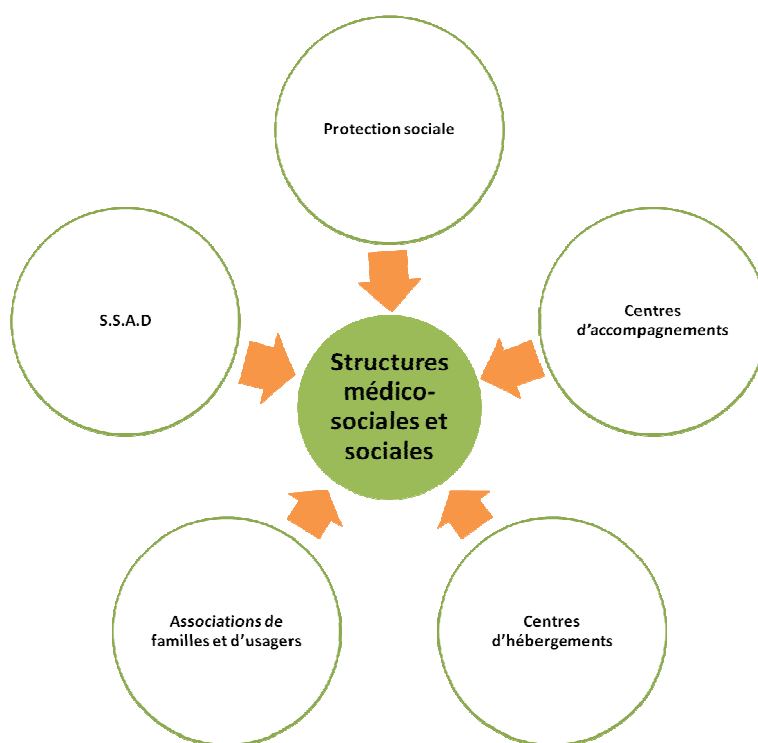 Protection sociale
S.S.A.D
Centres
d'accompagnements
Structures
médico-
sociales et
sociales
Associations de
familles et d'usagers
Centres
d'hébergements